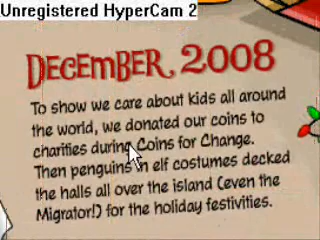 Unregistered HyperCam 2
DECEMBER, 2008
To show we care about kids all around
the world, we donated our coins to
charities during Coins for Change.
Then penguins in elf costumes decked
the halls all over the island (even the
Migrator!) for the holiday festivities.